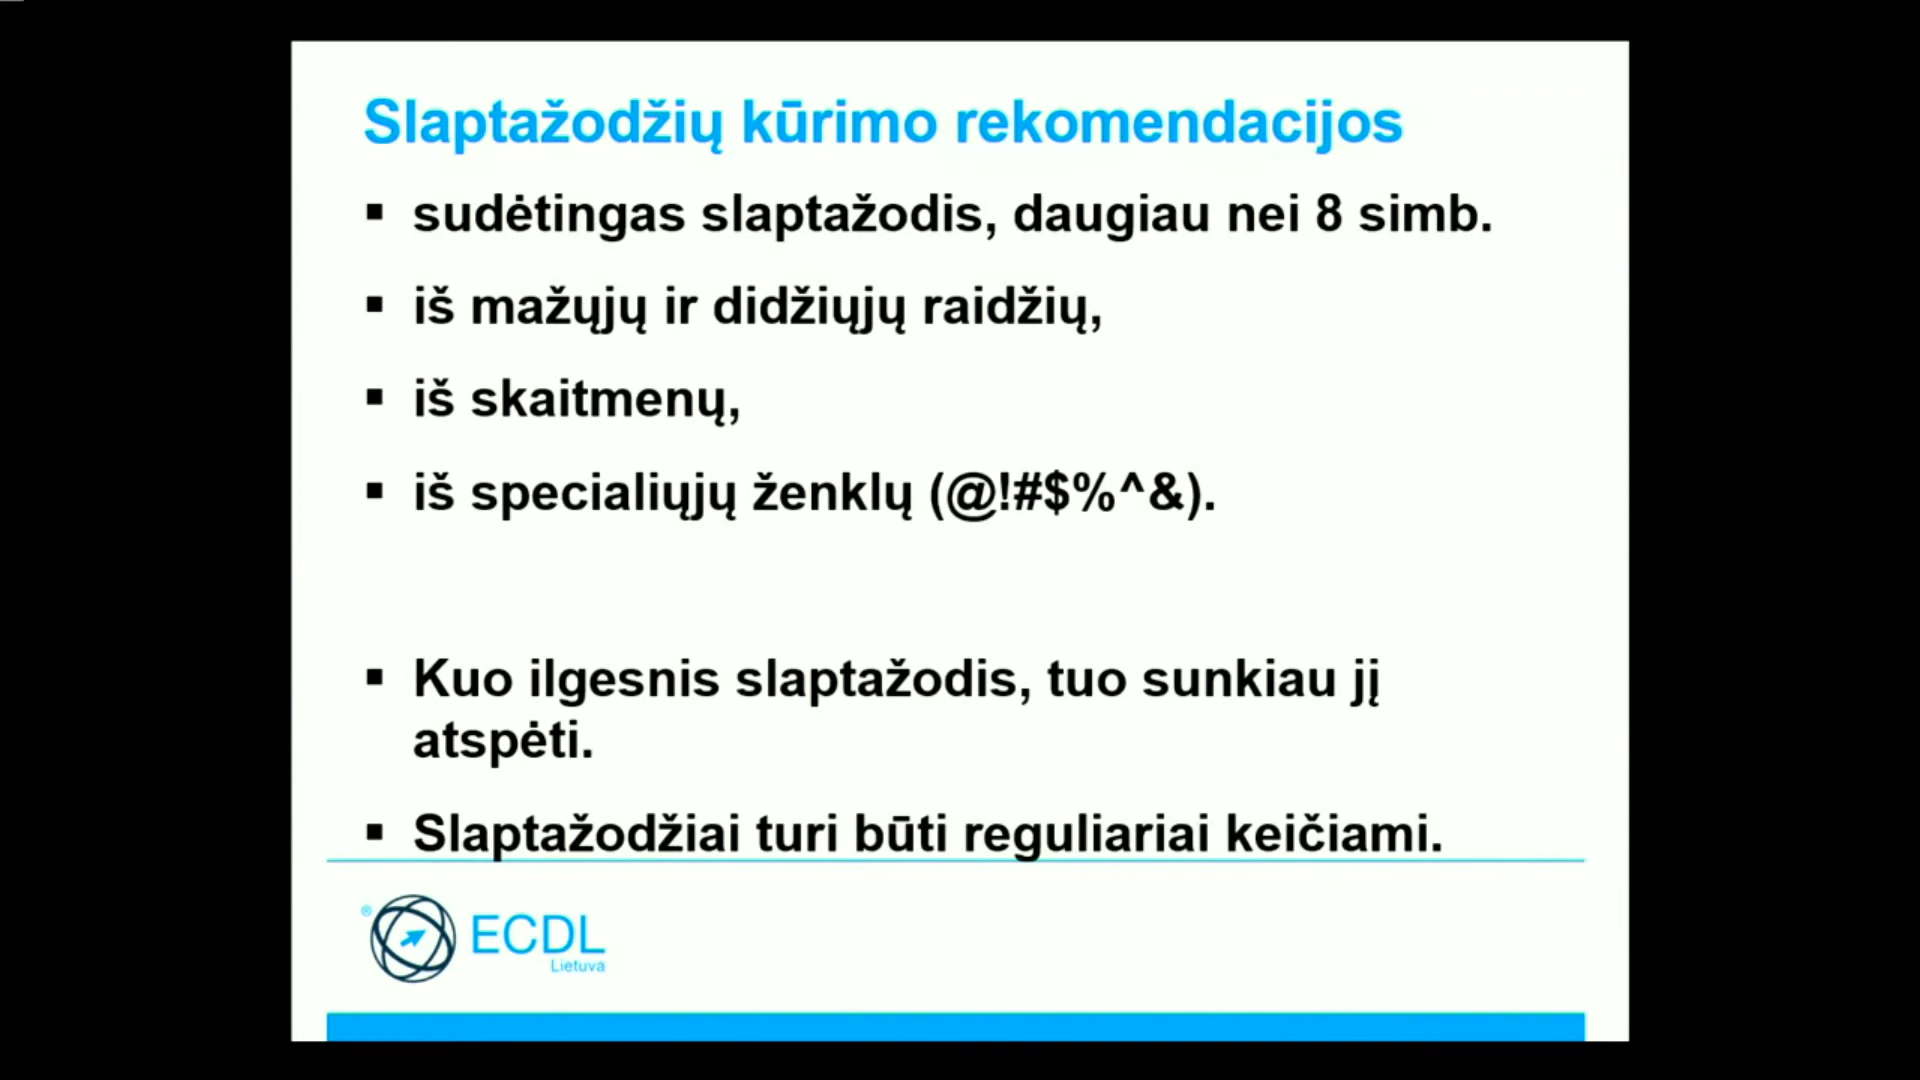 Slaptažodžių kūrimo rekomendacijos
▪ sudėtingas slaptažodis, daugiau nei 8 simb.
▪ iš mažųjų ir didžiųjų raidžių,
▪ iš skaitmenų,
▪ iš specialiųjų ženklų (@!#$%^&).
▪ Kuo ilgesnis slaptažodis, tuo sunkiau jį
atspėti.
▪ Slaptažodžiai turi būti reguliariai keičiami.
® ECDL
Lietuva